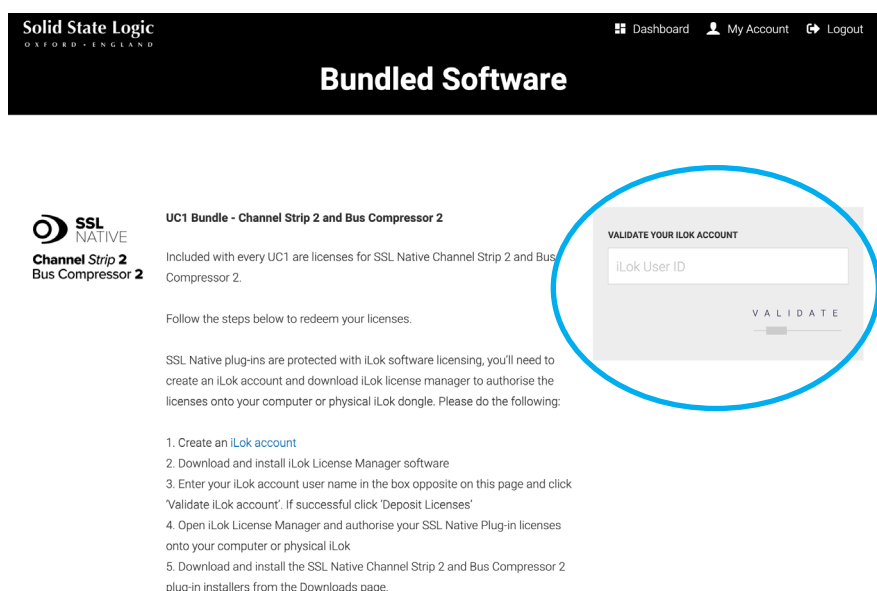 Solid State Logic
OXFORD • ENGLAND
Dashboard
My Account
Logout
Bundled Software
SSL
NATIVE
Channel Strip 2
Bus Compressor 2
UC1 Bundle - Channel Strip 2 and Bus Compressor 2
Included with every UC1 are licenses for SSL Native Channel Strip 2 and Bus
Compressor 2.
Follow the steps below to redeem your licenses.
SSL Native plug-ins are protected with iLok software licensing, you'll need to
create an iLok account and download iLok license manager to authorise the
licenses onto your computer or physical iLok dongle. Please do the following:
1. Create an iLok account
2. Download and install iLok License Manager software
3. Enter your iLok account user name in the box opposite on this page and click
'Validate iLok account'. If successful click 'Deposit Licenses'
4. Open iLok License Manager and authorise your SSL Native Plug-in licenses
onto your computer or physical iLok
5. Download and install the SSL Native Channel Strip 2 and Bus Compressor 2
plug-in installers from the Downloads page.
VALIDATE YOUR ILOK ACCOUNT
iLok User ID
VALIDATE